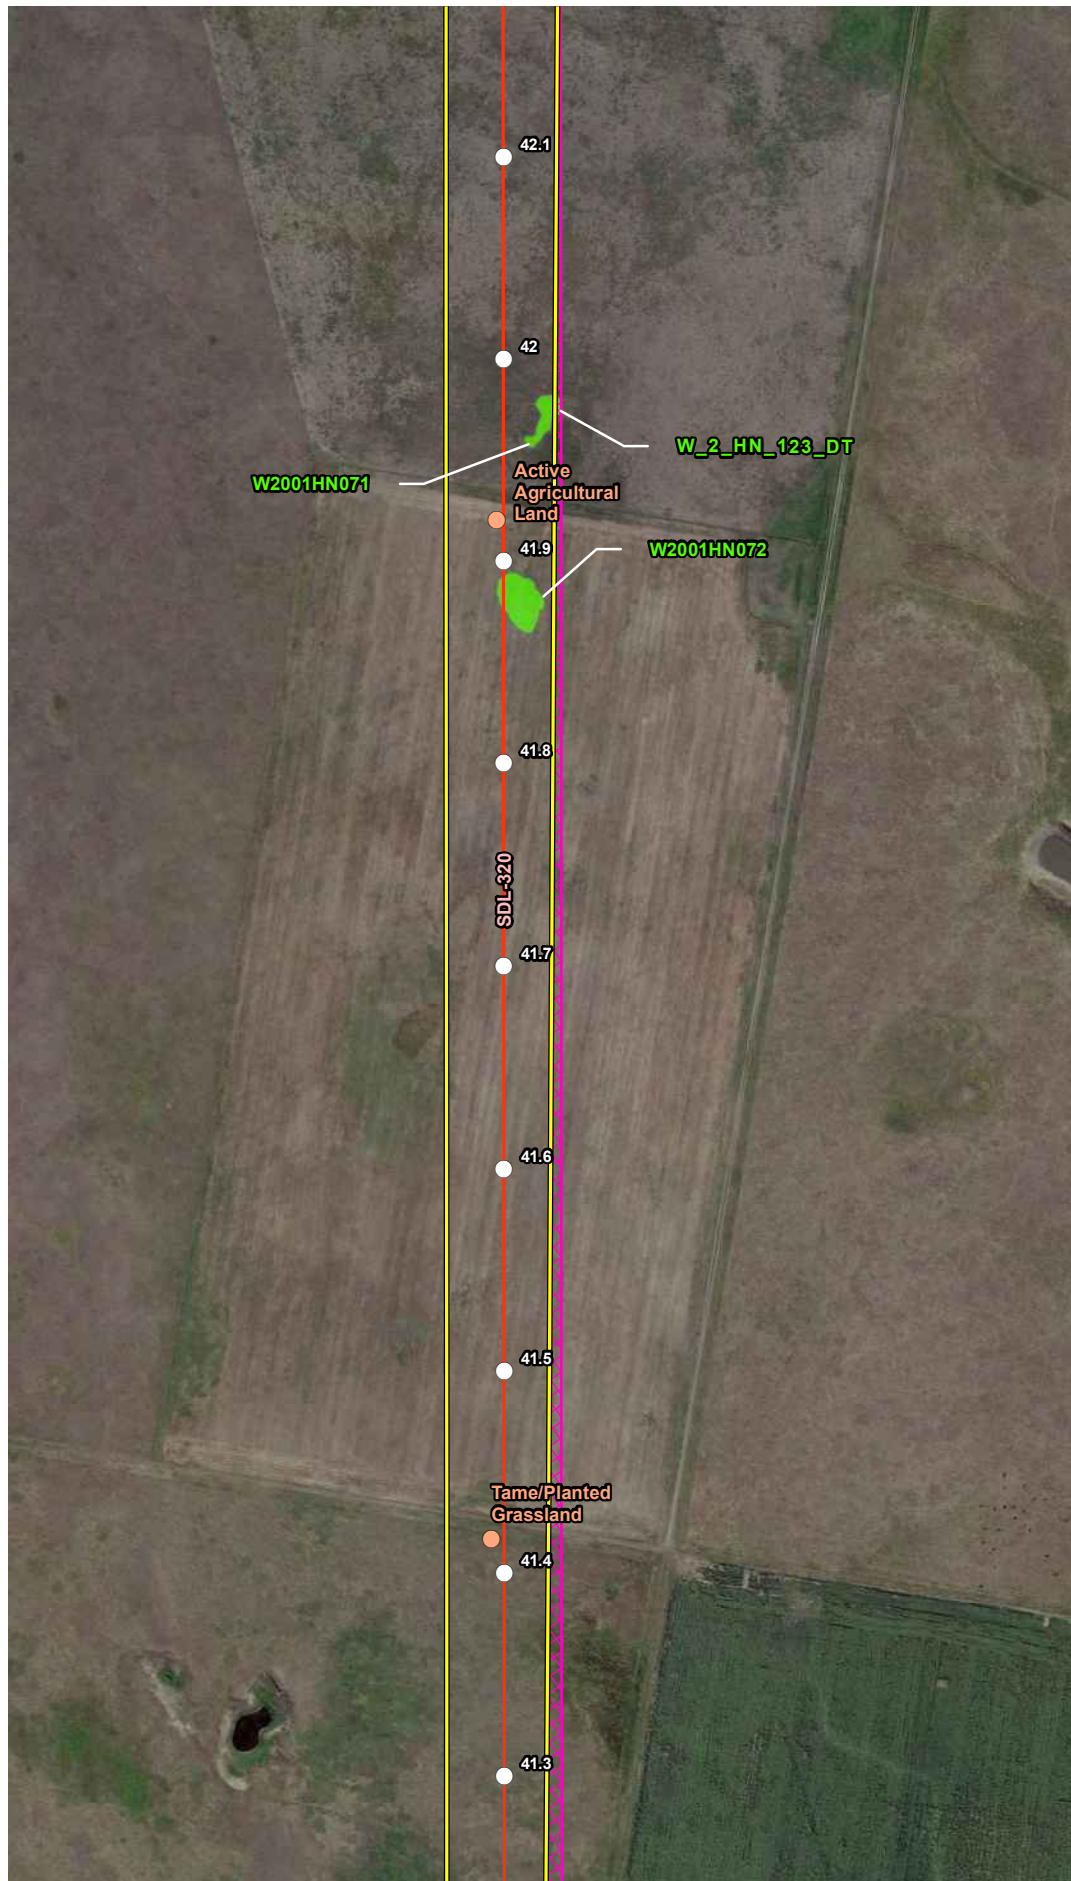 42.1
42
W_2_HN_123_DT
Active
Agricultural
Land
W2001HN071
41.9
W2001HN072
41.8
SDL-320
41.7
41.6
41.5
Tame/Planted
Grassland
41.4
41.3